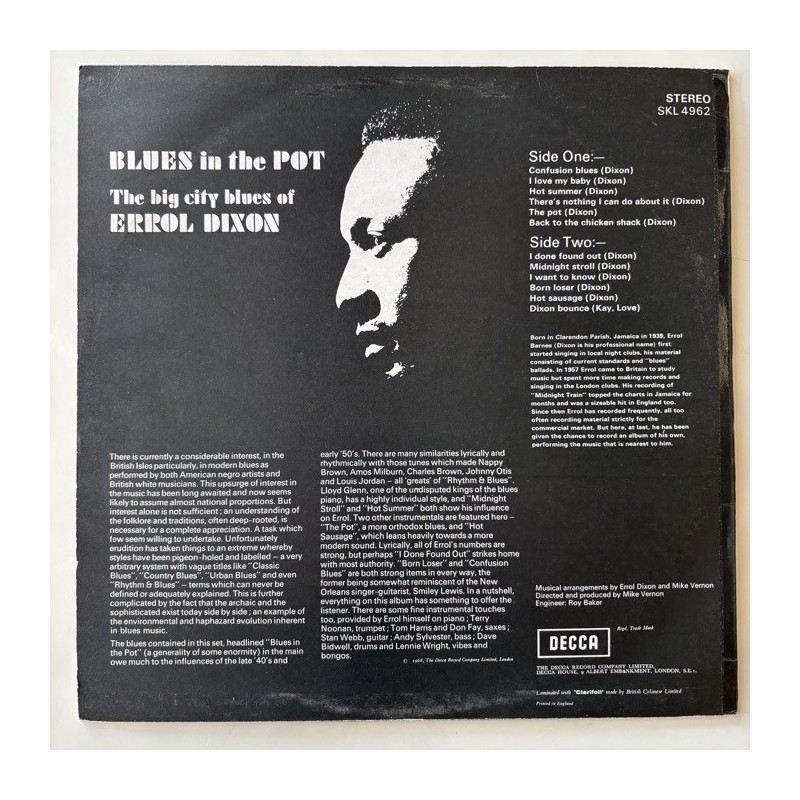 STEREO
SKL 4962
BLUES in the POT
The big city blues of
ERROL DIXON
Side One:—
Confusion blues (Dixon)
I love my baby (Dixon)
Hot summer (Dixon)
There's nothing I can do about it (Dixon)
The pot (Dixon)
Back to the chicken shack (Dixon)
Side Two:—
I done found out (Dixon)
Midnight stroll (Dixon)
I want to know (Dixon)
Born loser (Dixon)
Hot sausage (Dixon)
Dixon bounce (Kay, Love)
Born in Clarendon Parish, Jamaica in 1939, Errol
Barnes (Dixon is his professional name) first
started singing in local night clubs, his material
consisting of current standards and "blues"
ballads. In 1957 Errol came to Britain to study
music but spent more time making records and
singing in the London clubs. His recording of
"Midnight Train" topped the charts in Jamaica for
months and was a sizeable hit in England too.
Since then Errol has recorded frequently, all too
often recording material strictly for the
commercial market. But here, at last, he has been
given the chance to record an album of his own,
performing the music that is nearest to him.
There is currently a considerable interest, in the
British Isles particularly, in modern blues as
performed by both American negro artists and
British white musicians. This upsurge of interest in
the music has been long awaited and now seems
likely to assume almost national proportions. But
interest alone is not sufficient; an understanding of
the folklore and traditions, often deep-rooted, is
necessary for a complete appreciation. A task which
few seem willing to undertake. Unfortunately
erudition has taken things to an extreme whereby
styles have been pigeon-holed and labelled – a very
arbitrary system with vague titles like "Classic
Blues", "Country Blues", "Urban Blues" and even
"Rhythm & Blues" – terms which can never be
defined or adequately explained. This is further
complicated by the fact that the archaic and the
sophisticated exist today side by side; an example of
the environmental and haphazard evolution inherent
in blues music.
The blues contained in this set, headlined "Blues in
the Pot" (a generality of some enormity) in the main
owe much to the influences of the late '40's and
early '50's. There are many similarities lyrically and
rhythmically with those tunes which made Nappy
Brown, Amos Milburn, Charles Brown, Johnny Otis
and Louis Jordan – all 'greats' of "Rhythm & Blues".
Lloyd Glenn, one of the undisputed kings of the blues
piano, has a highly individual style, and "Midnight
Stroll" and "Hot Summer" both show his influence
on Errol. Two other instrumentals are featured here –
"The Pot", a more orthodox blues, and "Hot
Sausage", which leans heavily towards a more
modern sound. Lyrically, all of Errol's numbers are
strong, but perhaps "I Done Found Out" strikes home
with most authority. "Born Loser" and "Confusion
Blues" are both strong items in every way, the
former being somewhat reminiscent of the New
Orleans singer-guitarist, Smiley Lewis. In a nutshell,
everything on this album has something to offer the
listener. There are some fine instrumental touches
too, provided by Errol himself on piano; Terry
Noonan, trumpet; Tom Harris and Don Fay, saxes;
Stan Webb, guitar; Andy Sylvester, bass; Dave
Bidwell, drums and Lennie Wright, vibes and
bongos.
© 1968, The Decca Record Company Limited, London
Musical arrangements by Errol Dixon and Mike Vernon
Directed and produced by Mike Vernon
Engineer: Roy Baker
Regd. Trade Mark
DECCA
THE DECCA RECORD COMPANY LIMITED,
DECCA HOUSE, 9 ALBERT EMBANKMENT, LONDON, S.E.1.
Laminated with 'Clarifoil' made by British Celanese Limited
Printed in England